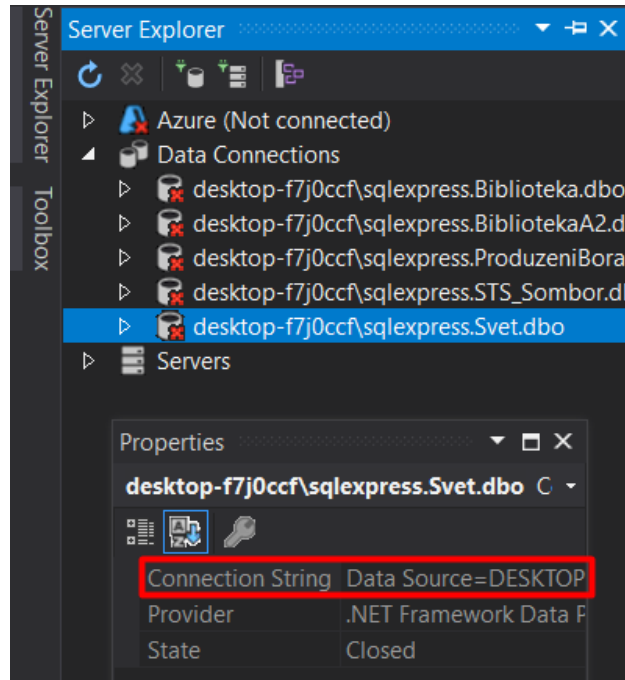 Server Explorer
Toolbox
Server Explorer
Azure (Not connected)
Data Connections
desktop-f7j0ccf\sqlexpress.Biblioteka.dbo
desktop-f7j0ccf\sqlexpress.BibliotekaA2.d
desktop-f7j0ccf\sqlexpress.ProduzeniBora
desktop-f7j0ccf\sqlexpress.STS_Sombor.d
desktop-f7j0ccf\sqlexpress.Svet.dbo
Servers
Properties
desktop-f7j0ccf\sqlexpress.Svet.dbo C
Connection String Data Source=DESKTOP
Provider .NET Framework Data P
State Closed